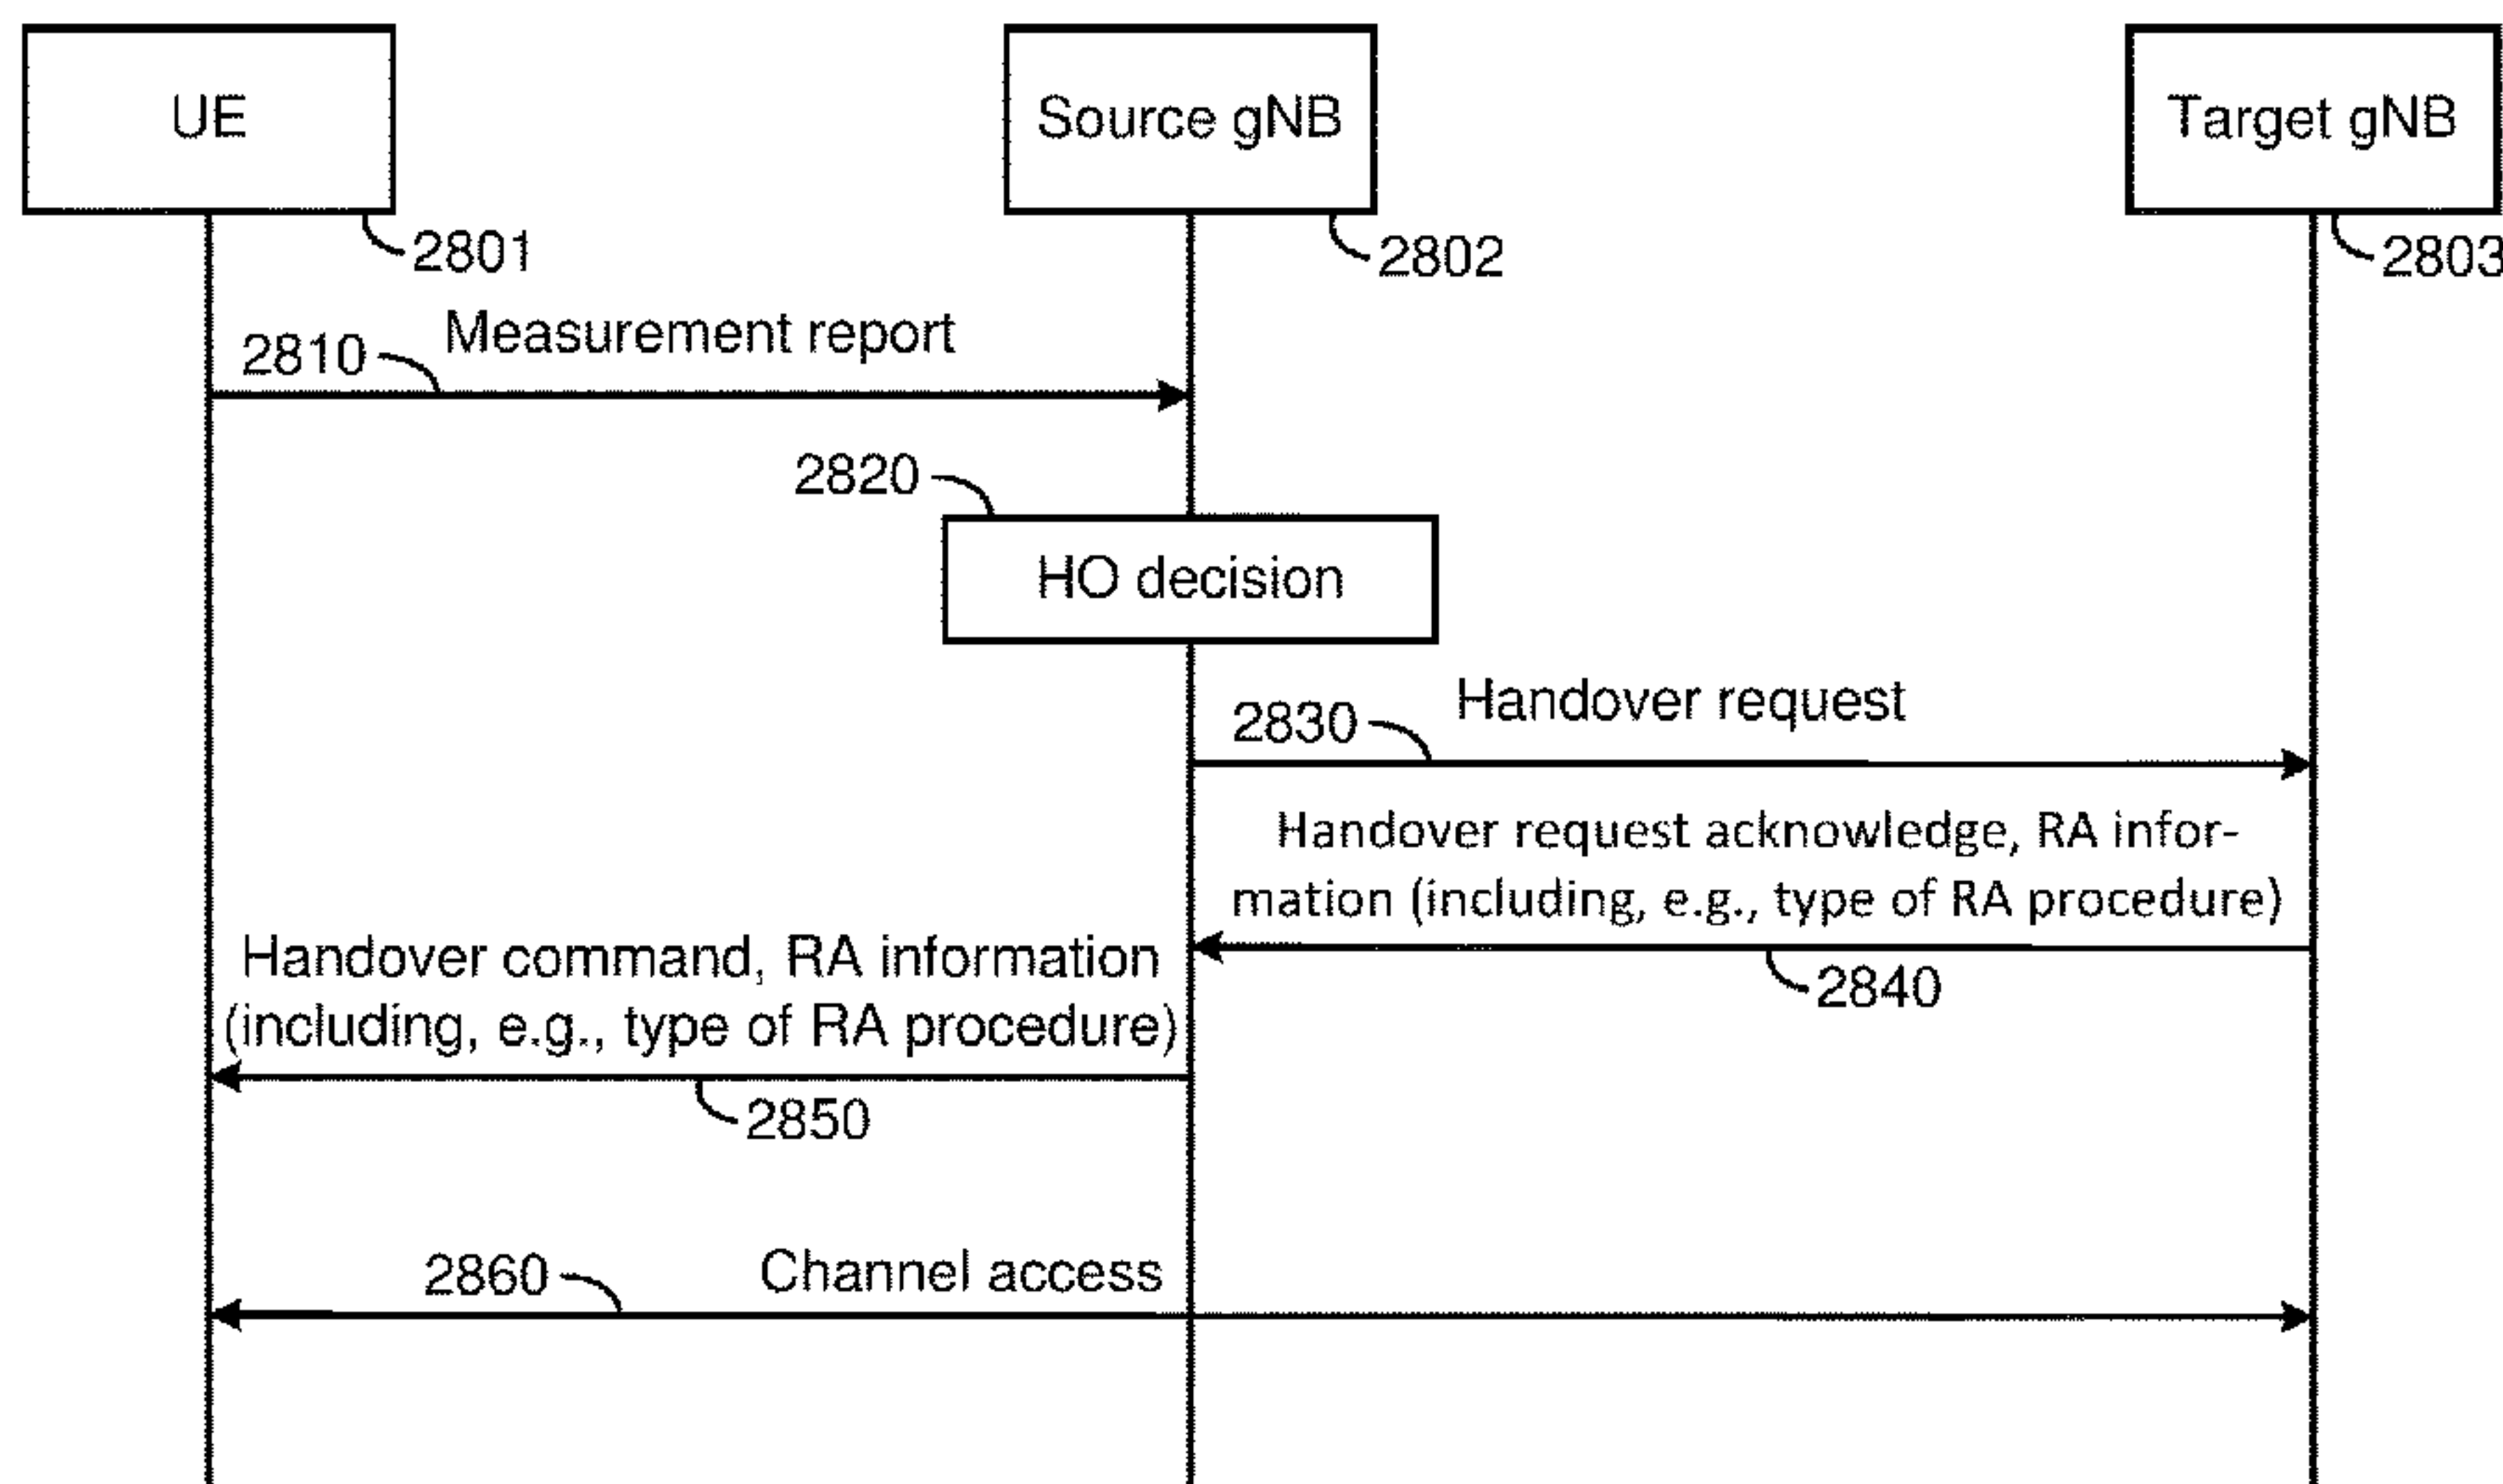 UE
Source gNB
Target gNB
2801
2802
2803
Measurement report
2810
2820
HO decision
Handover request
2830
Handover request acknowledge, RA infor-
mation (including, e.g., type of RA procedure)
2840
Handover command, RA information
(including, e.g., type of RA procedure)
2850
Channel access
2860